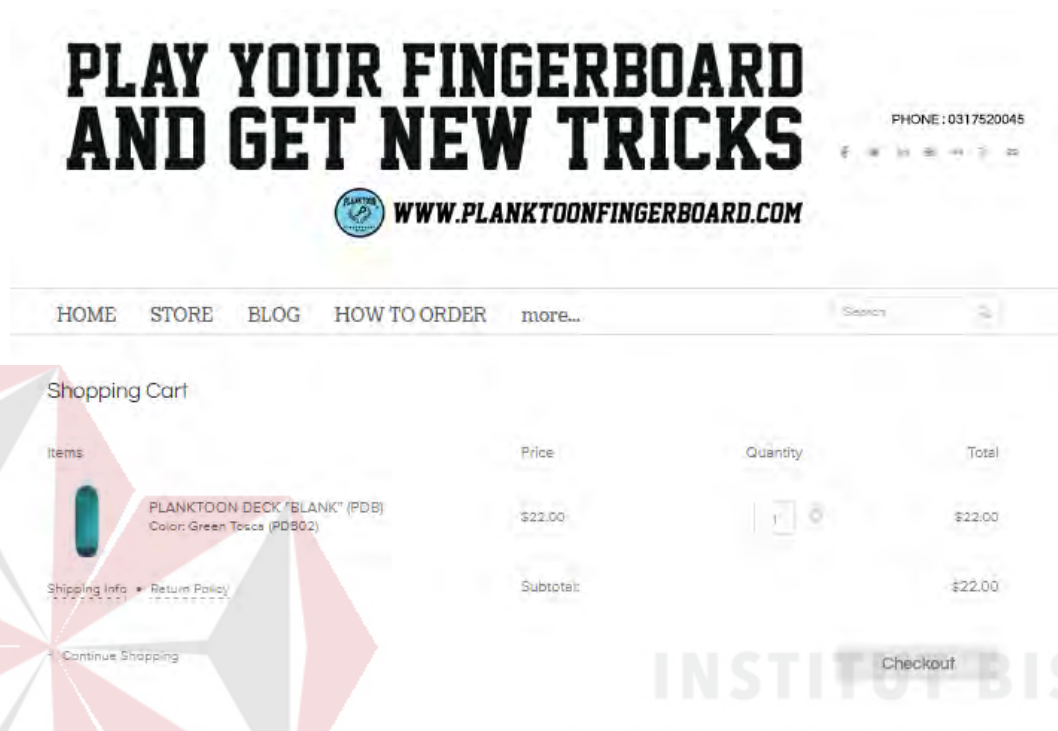 PLAY YOUR FINGERBOARD
AND GET NEW TRICKS
PHONE : 0317520045
PLANKTOON
WWW.PLANKTOONFINGERBOARD.COM
HOME STORE BLOG HOW TO ORDER more... Search
Shopping Cart
Items Price Quantity Total
PLANKTOON DECK "BLANK" (PDB)
Color: Green Tosca (PDB02)
$22.00 1 $22.00
Shipping Info • Return Policy Subtotal: $22.00
Continue Shopping Checkout
INSTITUT BIS